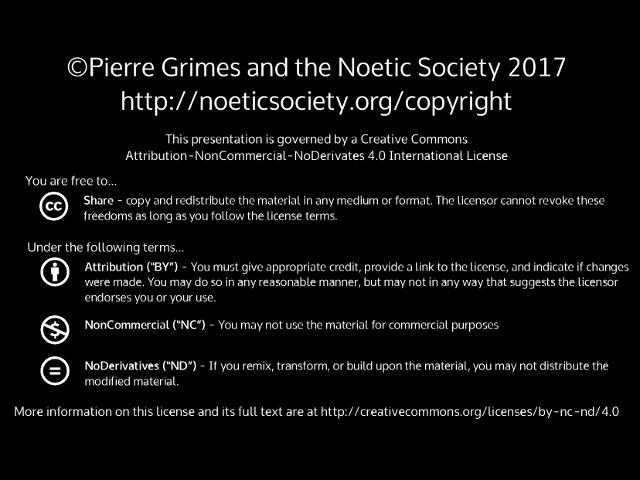 ©Pierre Grimes and the Noetic Society 2017
http://noeticsociety.org/copyright
This presentation is governed by a Creative Commons
Attribution-NonCommercial-NoDerivates 4.0 International License
You are free to...
cc
Share - copy and redistribute the material in any medium or format. The licensor cannot revoke these
freedoms as long as you follow the license terms.
Under the following terms...
Attribution ("BY") - You must give appropriate credit, provide a link to the license, and indicate if changes
were made. You may do so in any reasonable manner, but may not in any way that suggests the licensor
endorses you or your use.
NonCommercial ("NC") - You may not use the material for commercial purposes
NoDerivatives ("ND") - If you remix, transform, or build upon the material, you may not distribute the
modified material.
More information on this license and its full text are at http://creativecommons.org/licenses/by-nc-nd/4.0